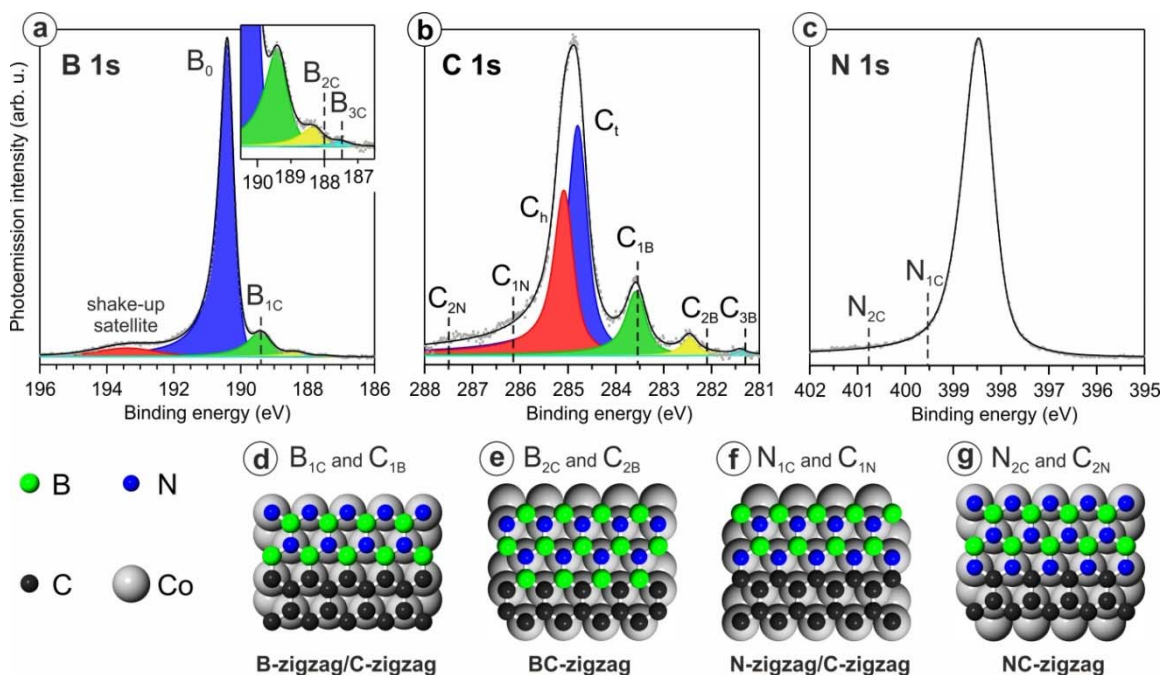 a
B 1s
B0
B1C
shake-up
satellite
B2C
B3C
190 189 188 187
196 194 192 190 188 186
Binding energy (eV)
Photoemission intensity (arb. u.)
b
C 1s
Ct
Ch
C1B
C1N
C2N
C2B
C3B
288 287 286 285 284 283 282 281
Binding energy (eV)
c
N 1s
N1C
N2C
402 401 400 399 398 397 396 395
Binding energy (eV)
B N
C Co
d B1C and C1B
B-zigzag/C-zigzag
e B2C and C2B
BC-zigzag
f N1C and C1N
N-zigzag/C-zigzag
g N2C and C2N
NC-zigzag